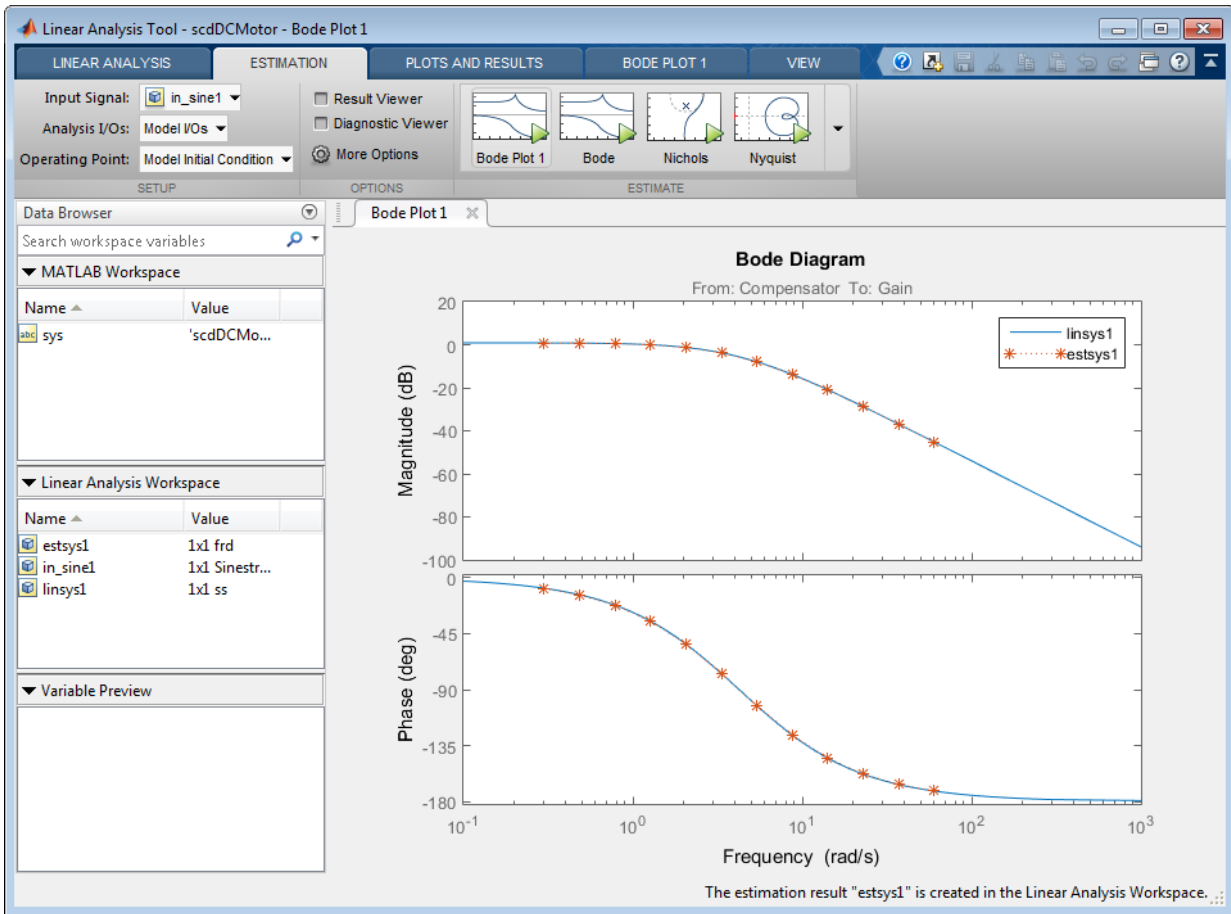 Linear Analysis Tool - scdDCMotor - Bode Plot 1
LINEAR ANALYSIS ESTIMATION PLOTS AND RESULTS BODE PLOT 1 VIEW
Input Signal: in_sine1
Analysis I/Os: Model I/Os
Operating Point: Model Initial Condition
SETUP
Result Viewer
Diagnostic Viewer
More Options
OPTIONS
Bode Plot 1 Bode Nichols Nyquist
ESTIMATE
Data Browser
Search workspace variables
MATLAB Workspace
Name Value
abc sys 'scdDCMo...
Linear Analysis Workspace
Name Value
estsys1 1x1 frd
in_sine1 1x1 Sinestr...
linsys1 1x1 ss
Variable Preview
Bode Plot 1
Bode Diagram
From: Compensator To: Gain
linsys1
estsys1
Magnitude (dB)
20
0
-20
-40
-60
-80
-100
Phase (deg)
0
-45
-90
-135
-180
10^-1 10^0 10^1 10^2 10^3
Frequency (rad/s)
The estimation result "estsys1" is created in the Linear Analysis Workspace.